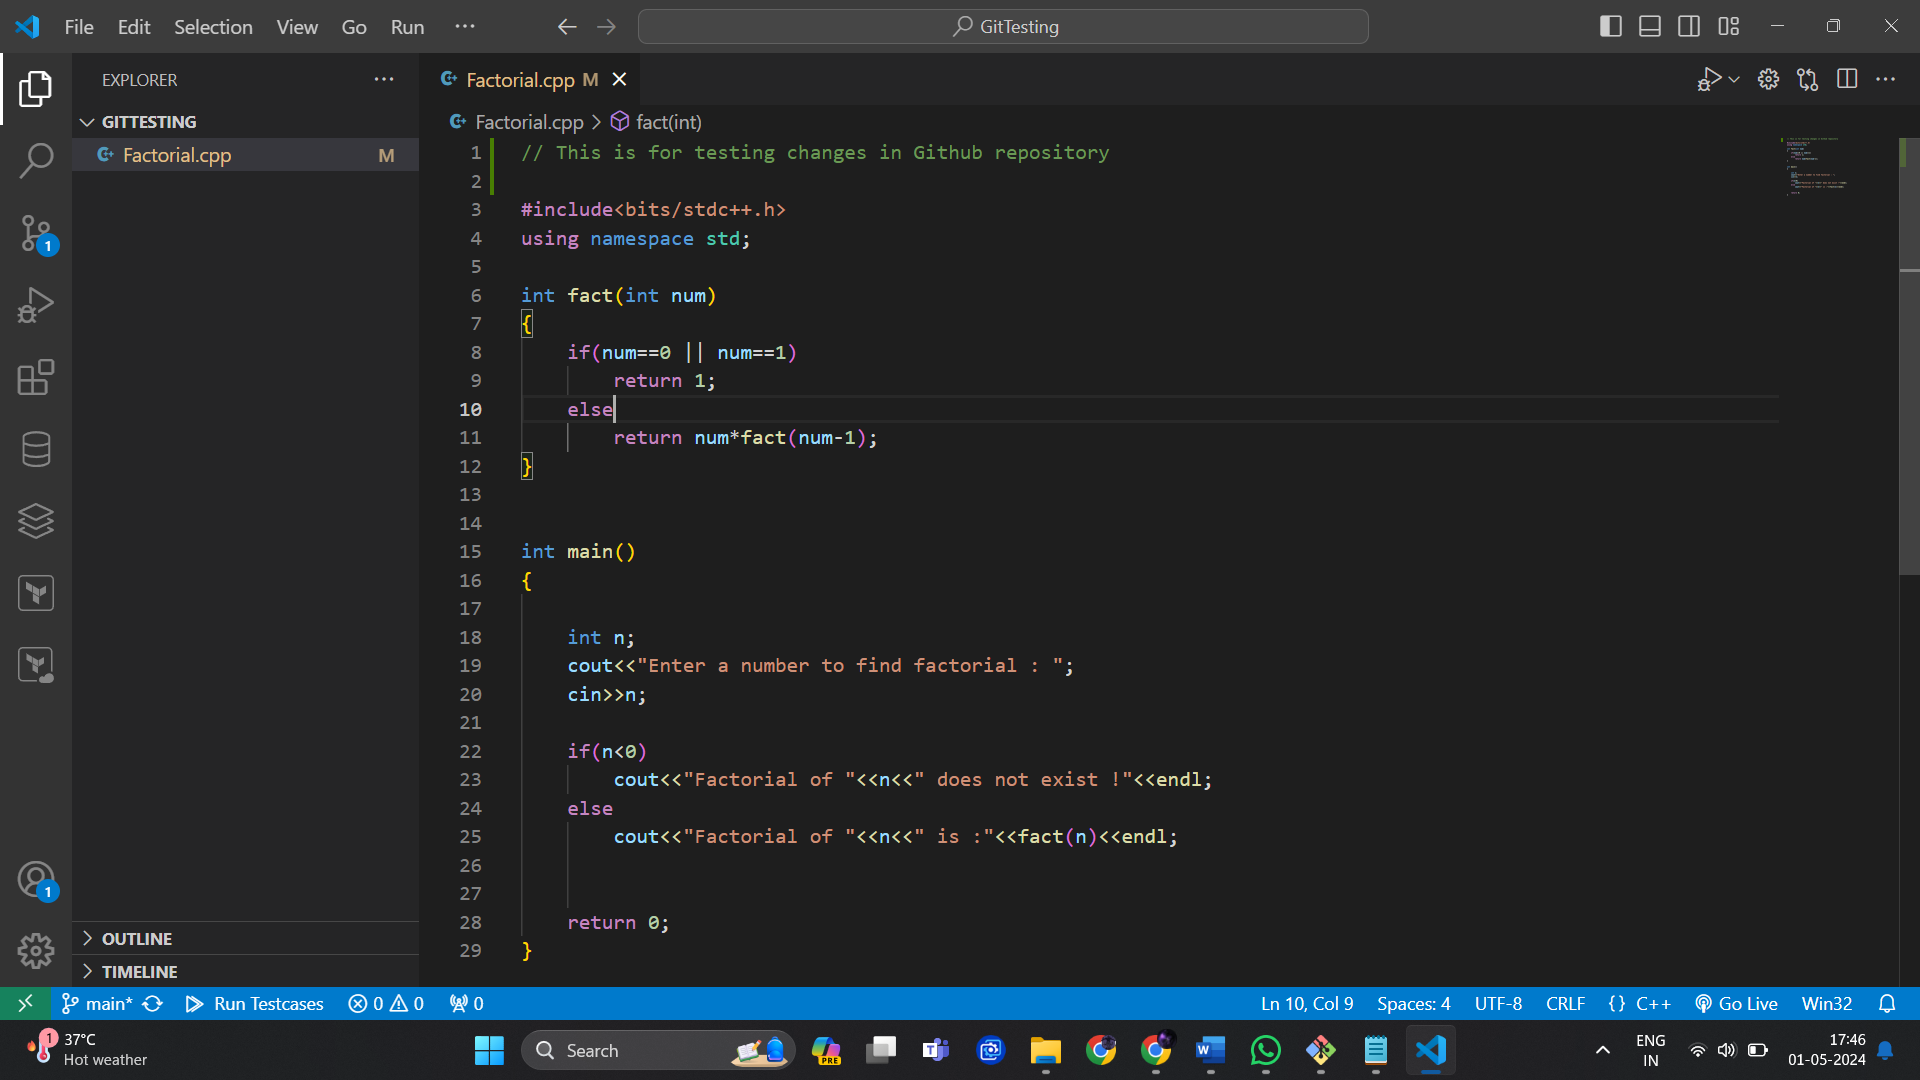 File Edit Selection View Go Run ···
GitTesting
EXPLORER
GITTESTING
Factorial.cpp M
Factorial.cpp M
Factorial.cpp > fact(int)
1 // This is for testing changes in Github repository
2
3 #include<bits/stdc++.h>
4 using namespace std;
5
6 int fact(int num)
7 {
8 if(num==0 || num==1)
9 return 1;
10 else
11 return num*fact(num-1);
12 }
13
14
15 int main()
16 {
17
18 int n;
19 cout<<"Enter a number to find factorial : ";
20 cin>>n;
21
22 if(n<0)
23 cout<<"Factorial of "<<n<<" does not exist !"<<endl;
24 else
25 cout<<"Factorial of "<<n<<" is :"<<fact(n)<<endl;
26
27
28 return 0;
29 }
1
1
OUTLINE
TIMELINE
main* Run Testcases 0 0 0 Ln 10, Col 9 Spaces: 4 UTF-8 CRLF {} C++ Go Live Win32
1
37°C
Hot weather
Search
PRE
ENG
IN
17:46
01-05-2024